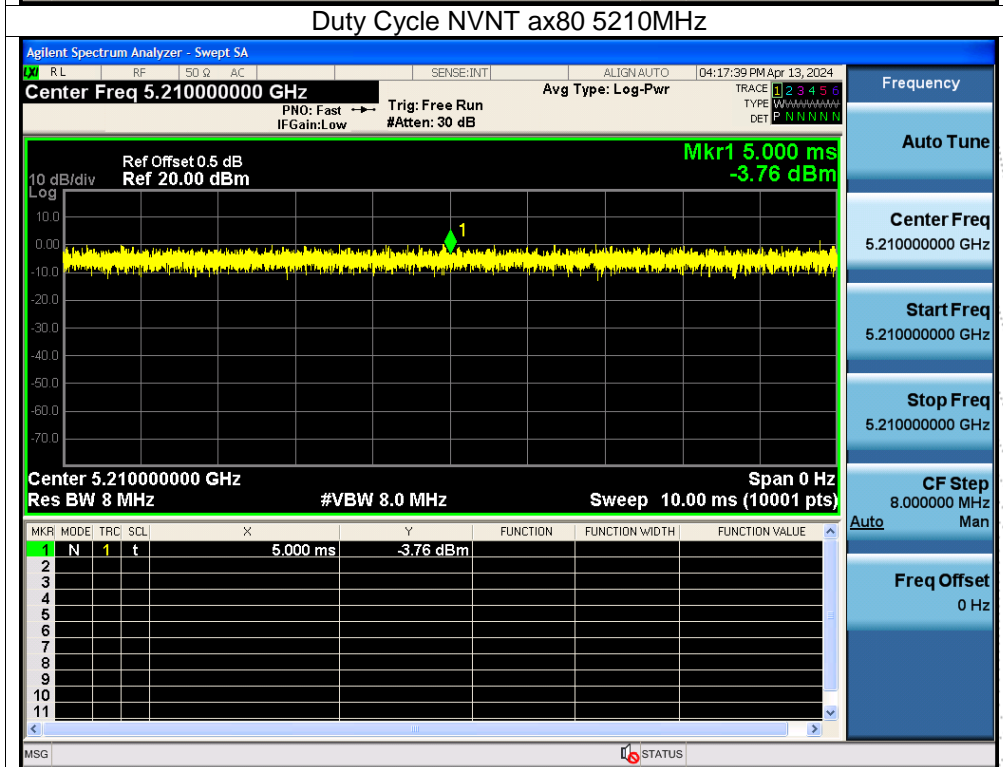 Duty Cycle NVNT ax80 5210MHz
Agilent Spectrum Analyzer - Swept SA
LXI RL RF 50 Ω AC SENSE:INT ALIGN AUTO 04:17:39 PM Apr 13, 2024
Center Freq 5.210000000 GHz
PNO: Fast
IFGain:Low
Trig: Free Run
#Atten: 30 dB
Avg Type: Log-Pwr
TRACE 1 2 3 4 5 6
TYPE W
DET P N N N N N
Mkr1 5.000 ms
-3.76 dBm
Ref Offset 0.5 dB
10 dB/div Ref 20.00 dBm
Log
10.0
0.00
-10.0
-20.0
-30.0
-40.0
-50.0
-60.0
-70.0
1
Center 5.210000000 GHz Span 0 Hz
Res BW 8 MHz #VBW 8.0 MHz Sweep 10.00 ms (10001 pts)
MKR MODE TRC SCL X Y FUNCTION FUNCTION WIDTH FUNCTION VALUE
1 N 1 t 5.000 ms -3.76 dBm
2
3
4
5
6
7
8
9
10
11
MSG STATUS
Frequency
Auto Tune
Center Freq
5.210000000 GHz
Start Freq
5.210000000 GHz
Stop Freq
5.210000000 GHz
CF Step
8.000000 MHz
Auto Man
Freq Offset
0 Hz